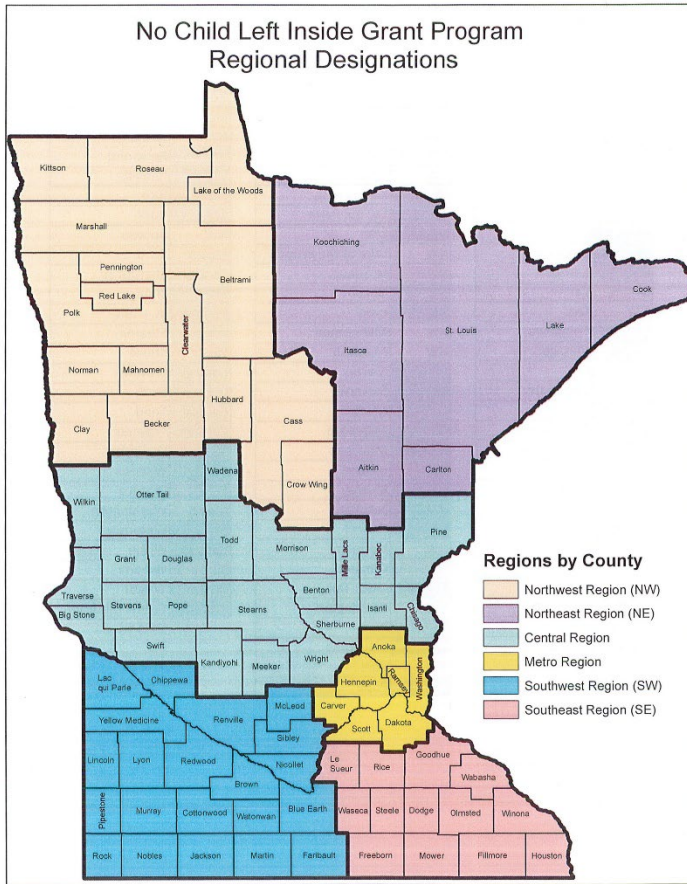 No Child Left Inside Grant Program
Regional Designations
Kittson
Roseau
Lake of the Woods
Marshall
Koochiching
Pennington
Beltrami
Red Lake
Cook
Polk
Clearwater
St. Louis
Lake
Itasca
Norman
Mahnomen
Hubbard
Cass
Clay
Becker
Aitkin
Carlton
Wadena
Crow Wing
Otter Tail
Wilkin
Pine
Todd
Morrison
Mille Lacs
Kanabec
Grant
Douglas
Benton
Traverse
Stevens
Pope
Stearns
Isanti
Chisago
Big Stone
Sherburne
Swift
Kandiyohi
Meeker
Wright
Anoka
Washington
Hennepin
Ramsey
Lac
qui Parle
Chippewa
McLeod
Carver
Renville
Scott
Dakota
Yellow Medicine
Sibley
Le
Sueur
Rice
Goodhue
Lincoln
Lyon
Redwood
Nicollet
Wabasha
Brown
Pipestone
Murray
Cottonwood
Watonwan
Blue Earth
Waseca
Steele
Dodge
Olmsted
Winona
Rock
Nobles
Jackson
Martin
Faribault
Freeborn
Mower
Fillmore
Houston
Regions by County
Northwest Region (NW)
Northeast Region (NE)
Central Region
Metro Region
Southwest Region (SW)
Southeast Region (SE)